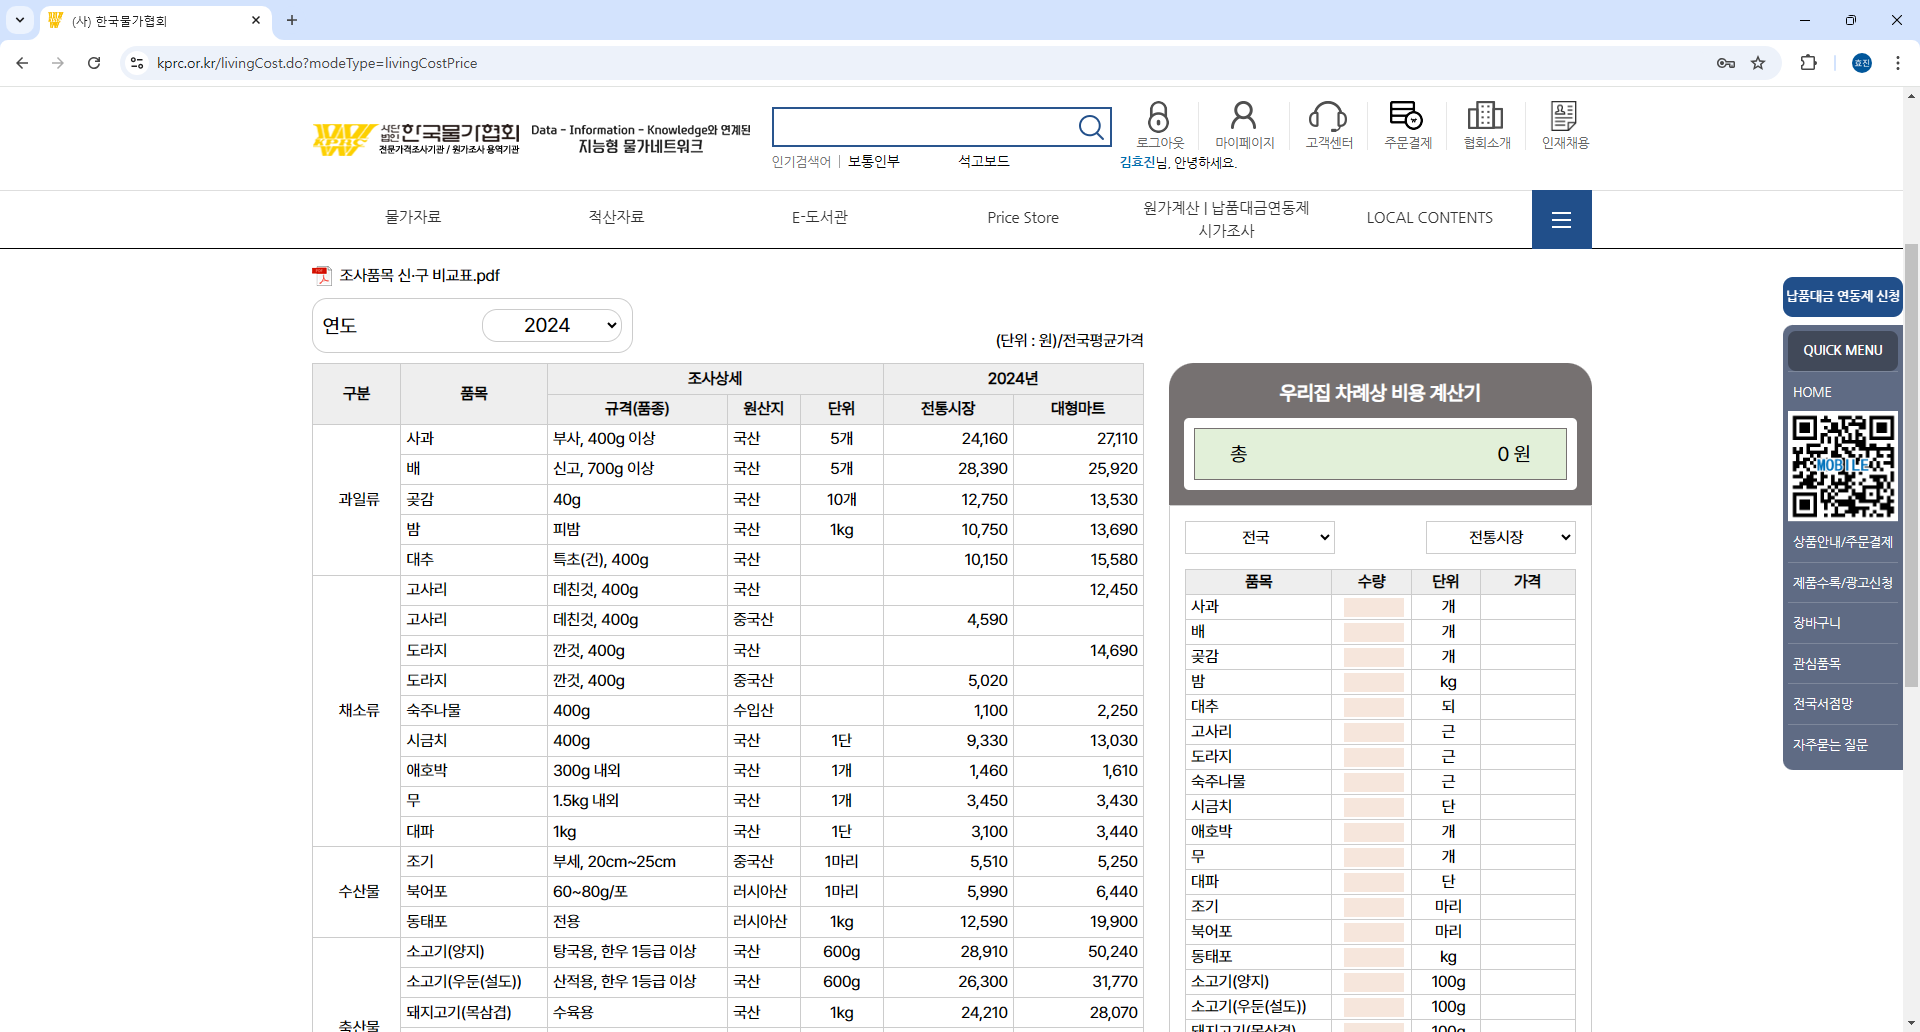 (사) 한국물가협회
kprc.or.kr/livingCost.do?modeType=livingCostPrice
효진
사단법인 한국물가협회
전문가격조사기관 / 원가조사 용역기관
Data - Information - Knowledge와 연계된
지능형 물가네트워크
인기검색어 | 보통인부 석고보드
로그아웃 마이페이지 고객센터 주문결제 협회소개 인재채용
김효진님, 안녕하세요.
물가자료 적산자료 E-도서관 Price Store 원가계산 | 납품대금연동제 시가조사 LOCAL CONTENTS
조사품목 신·구 비교표.pdf
연도 2024
(단위 : 원)/전국평균가격
구분 품목 조사상세 2024년
규격(품종) 원산지 단위 전통시장 대형마트
과일류
사과 부사, 400g 이상 국산 5개 24,160 27,110
배 신고, 700g 이상 국산 5개 28,390 25,920
곶감 40g 국산 10개 12,750 13,530
밤 피밤 국산 1kg 10,750 13,690
대추 특초(건), 400g 국산 10,150 15,580
채소류
고사리 데친것, 400g 국산 12,450
고사리 데친것, 400g 중국산 4,590
도라지 깐것, 400g 국산 14,690
도라지 깐것, 400g 중국산 5,020
숙주나물 400g 수입산 1,100 2,250
시금치 400g 국산 1단 9,330 13,030
애호박 300g 내외 국산 1개 1,460 1,610
무 1.5kg 내외 국산 1개 3,450 3,430
대파 1kg 국산 1단 3,100 3,440
수산물
조기 부세, 20cm~25cm 중국산 1마리 5,510 5,250
북어포 60~80g/포 러시아산 1마리 5,990 6,440
동태포 전용 러시아산 1kg 12,590 19,900
축산물
소고기(양지) 탕국용, 한우 1등급 이상 국산 600g 28,910 50,240
소고기(우둔(설도)) 산적용, 한우 1등급 이상 국산 600g 26,300 31,770
돼지고기(목삼겹) 수육용 국산 1kg 24,210 28,070
우리집 차례상 비용 계산기
총 0 원
전국 전통시장
품목 수량 단위 가격
사과 개
배 개
곶감 개
밤 kg
대추 되
고사리 근
도라지 근
숙주나물 근
시금치 단
애호박 개
무 개
대파 단
조기 마리
북어포 마리
동태포 kg
소고기(양지) 100g
소고기(우둔(설도)) 100g
돼지고기(목삼겹) 100g
납품대금 연동제 신청
QUICK MENU
HOME
MOBILE
상품안내/주문결제
제품수록/광고신청
장바구니
관심품목
전국서점망
자주묻는 질문